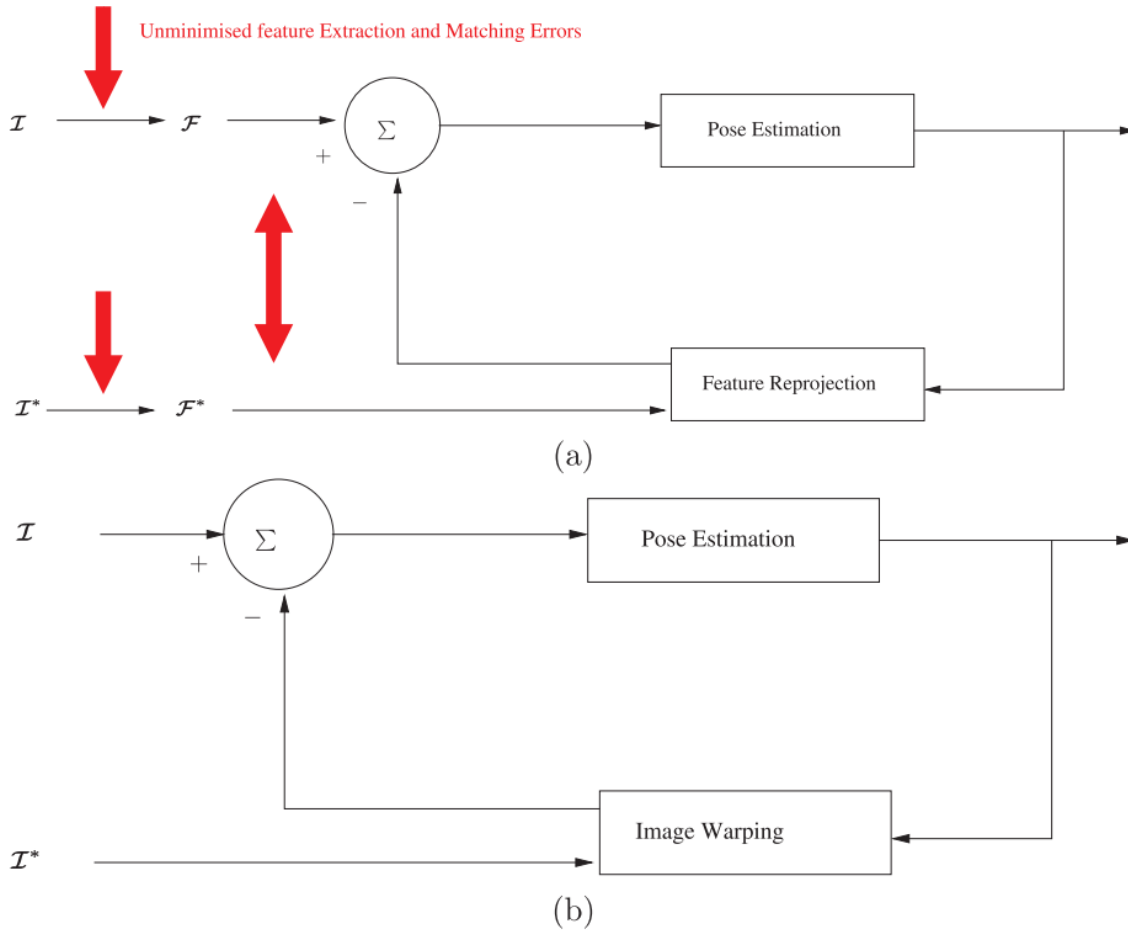 Unminimised feature Extraction and Matching Errors
𝓘 𝓕 Σ Pose Estimation
+
−
𝓘* 𝓕* Feature Reprojection
(a)
𝓘 Σ Pose Estimation
+
−
Image Warping
𝓘*
(b)